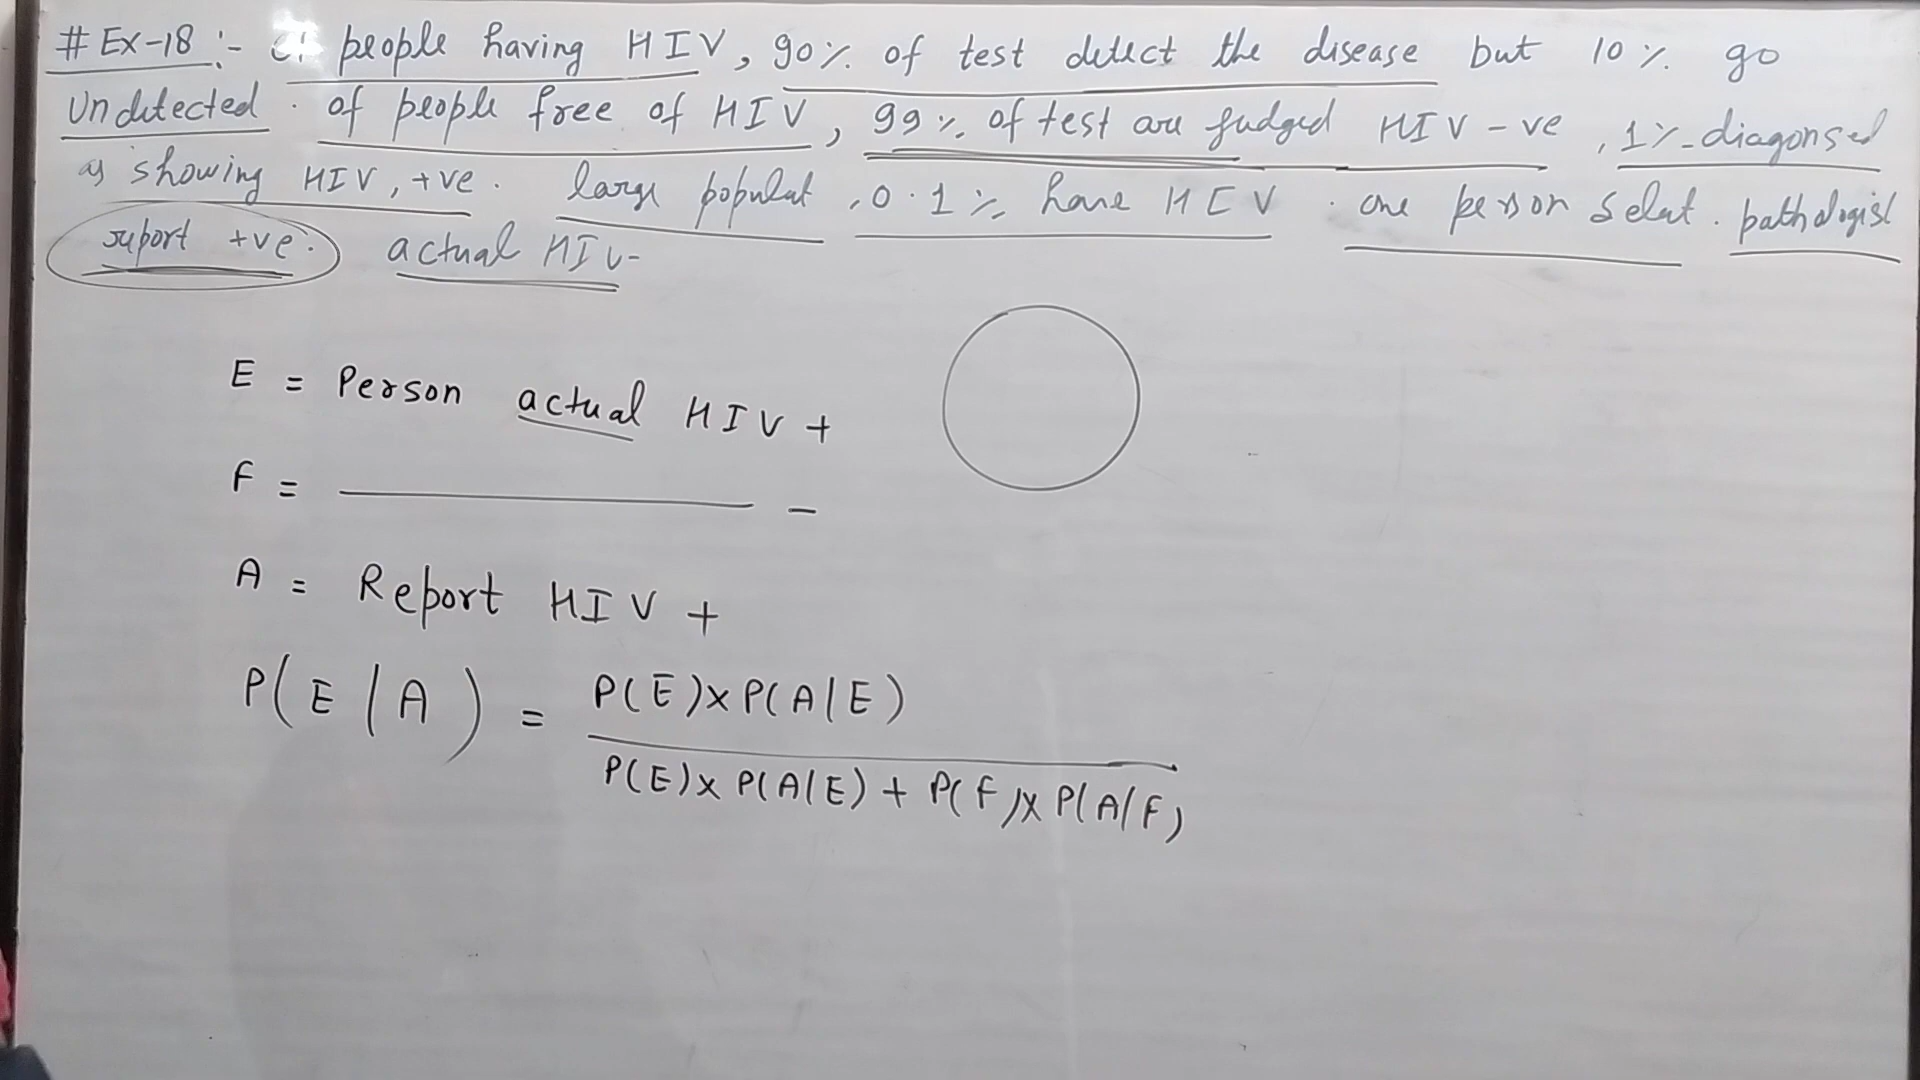 # Ex-18 :- of people having HIV, 90% of test detect the disease but 10% go
Undetected. of people free of HIV, 99% of test are judged HIV -ve, 1% diagonsed
as showing HIV, +ve. large populat, 0.1% have HIV. one person select. pathologist
report +ve. actual HIV-
E = Person actual HIV +
F = ________ -
A = Report HIV +
P(E/A) = P(E)xP(A/E)
P(E)x P(A/E) + P(F)x P(A/F)